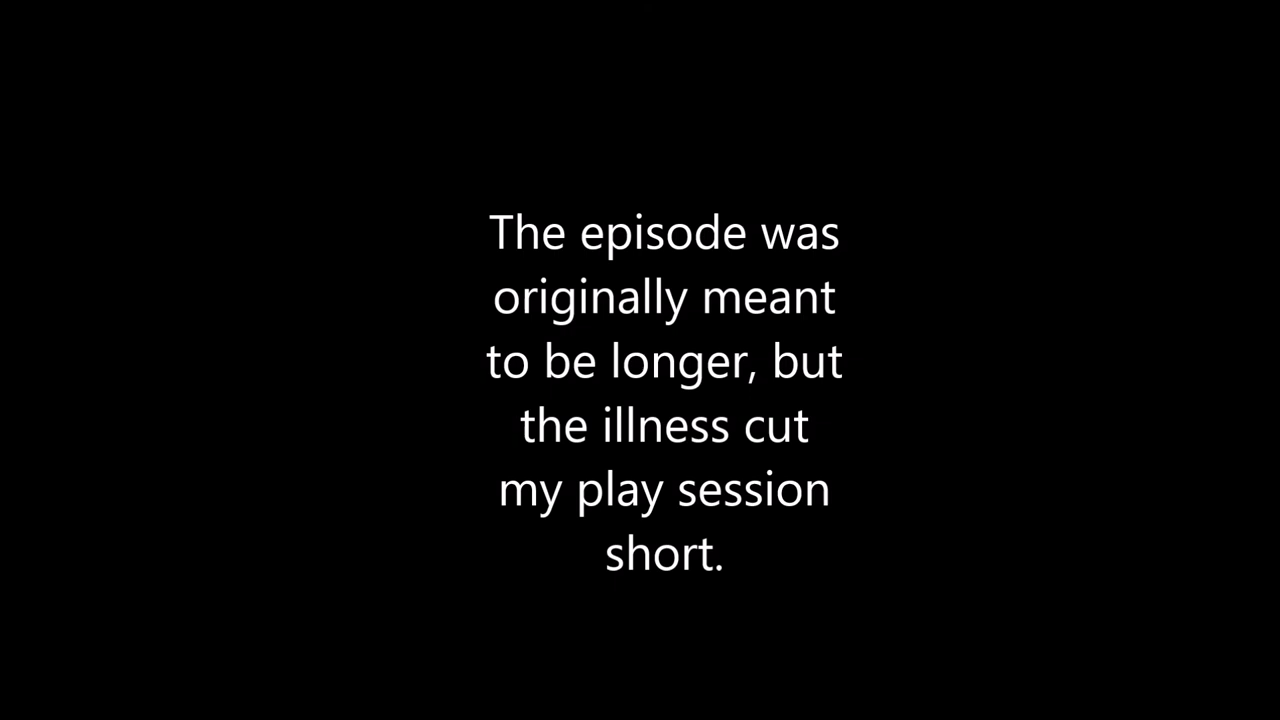 The episode was
originally meant
to be longer, but
the illness cut
my play session
short.